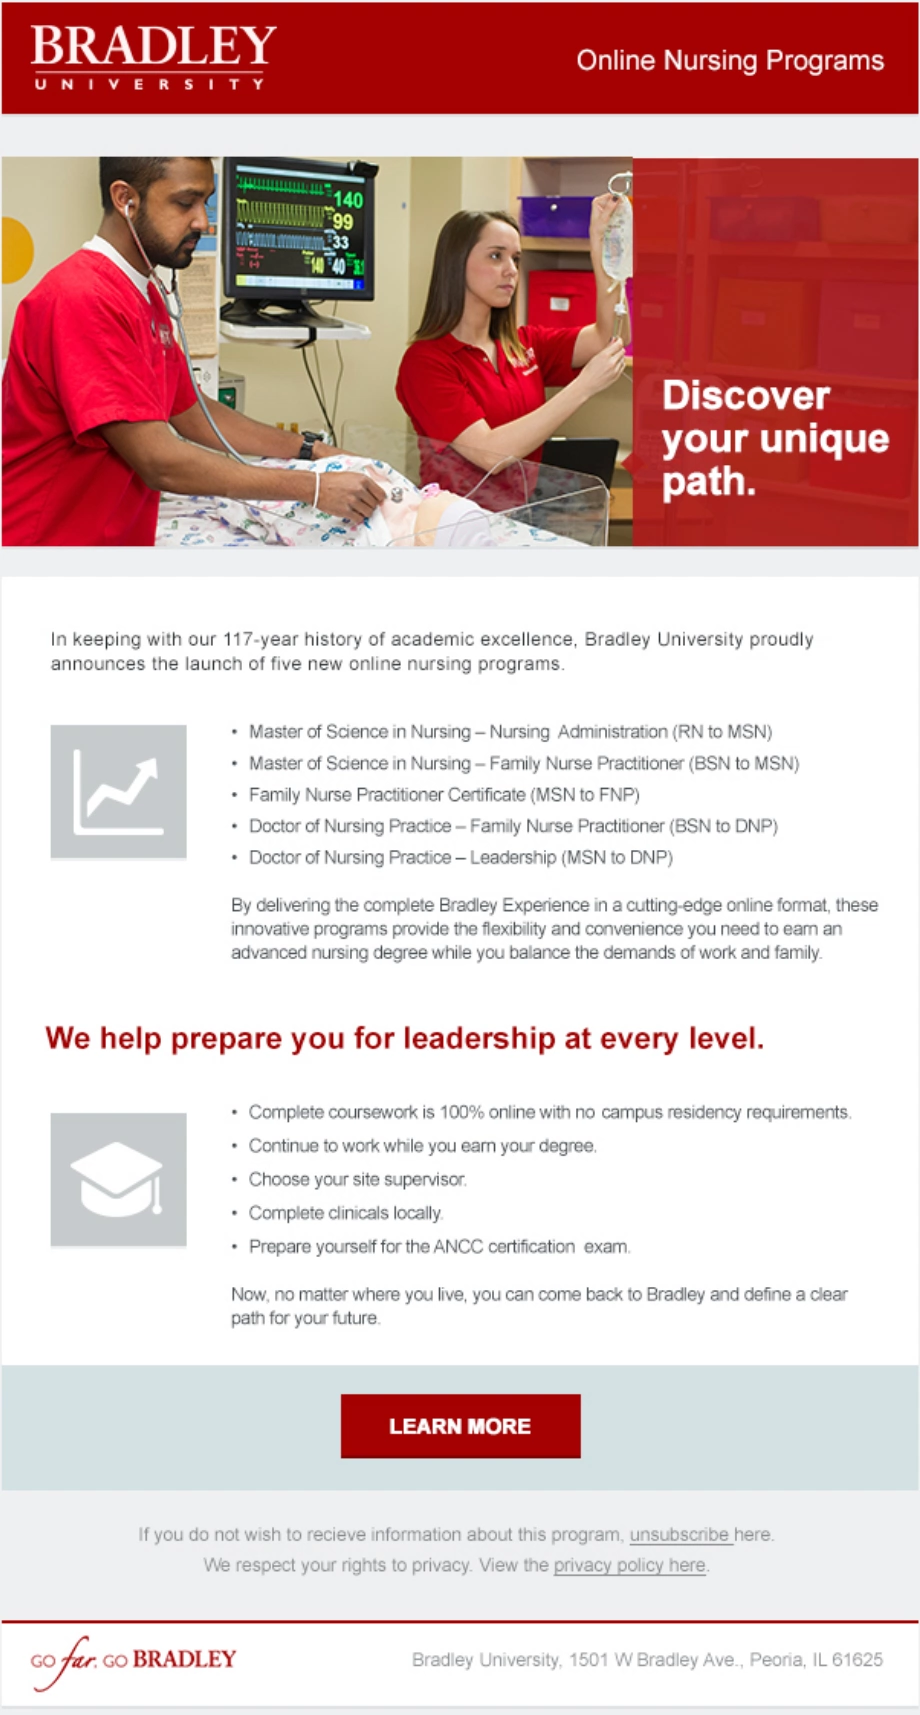 BRADLEY
UNIVERSITY
Online Nursing Programs
140
99
33
140
40
Discover
your unique
path.
In keeping with our 117-year history of academic excellence, Bradley University proudly
announces the launch of five new online nursing programs.
• Master of Science in Nursing – Nursing Administration (RN to MSN)
• Master of Science in Nursing – Family Nurse Practitioner (BSN to MSN)
• Family Nurse Practitioner Certificate (MSN to FNP)
• Doctor of Nursing Practice – Family Nurse Practitioner (BSN to DNP)
• Doctor of Nursing Practice – Leadership (MSN to DNP)
By delivering the complete Bradley Experience in a cutting-edge online format, these
innovative programs provide the flexibility and convenience you need to earn an
advanced nursing degree while you balance the demands of work and family.
We help prepare you for leadership at every level.
• Complete coursework is 100% online with no campus residency requirements.
• Continue to work while you earn your degree.
• Choose your site supervisor.
• Complete clinicals locally.
• Prepare yourself for the ANCC certification exam.
Now, no matter where you live, you can come back to Bradley and define a clear
path for your future.
LEARN MORE
If you do not wish to recieve information about this program, unsubscribe here.
We respect your rights to privacy. View the privacy policy here.
GO far. GO BRADLEY
Bradley University, 1501 W Bradley Ave., Peoria, IL 61625